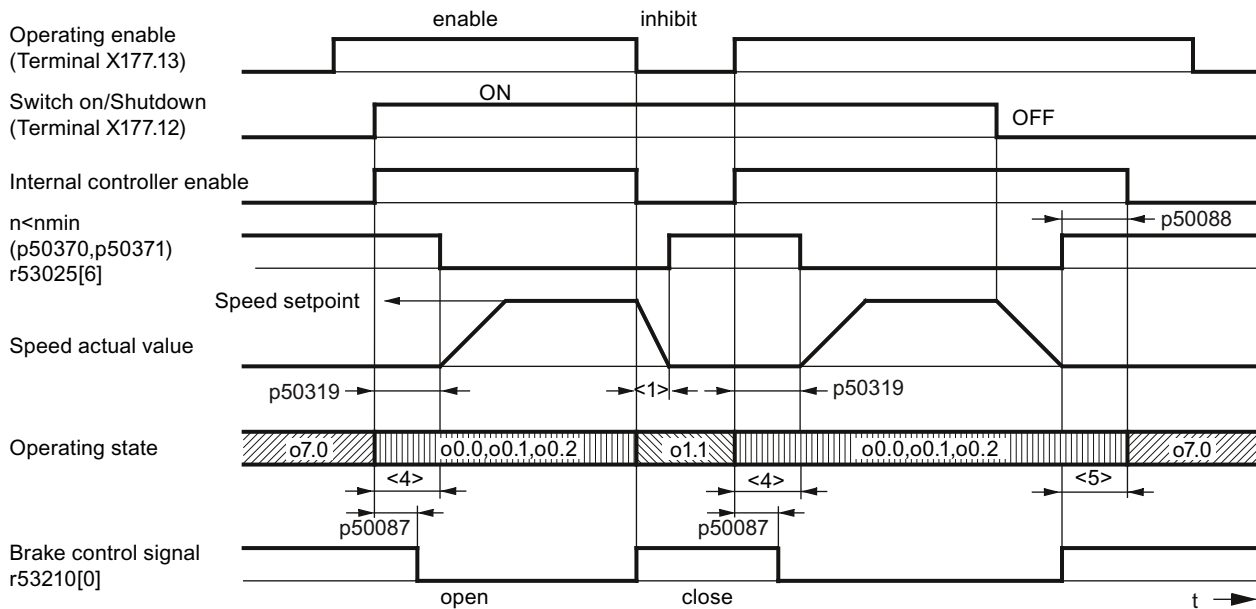 enable
inhibit
Operating enable
(Terminal X177.13)
Switch on/Shutdown
(Terminal X177.12)
ON
OFF
Internal controller enable
n<nmin
(p50370,p50371)
r53025[6]
p50088
Speed setpoint
Speed actual value
p50319
<1>
p50319
Operating state
o7.0
o0.0,o0.1,o0.2
o1.1
o0.0,o0.1,o0.2
o7.0
<4>
<4>
<5>
p50087
p50087
Brake control signal
r53210[0]
open
close
t